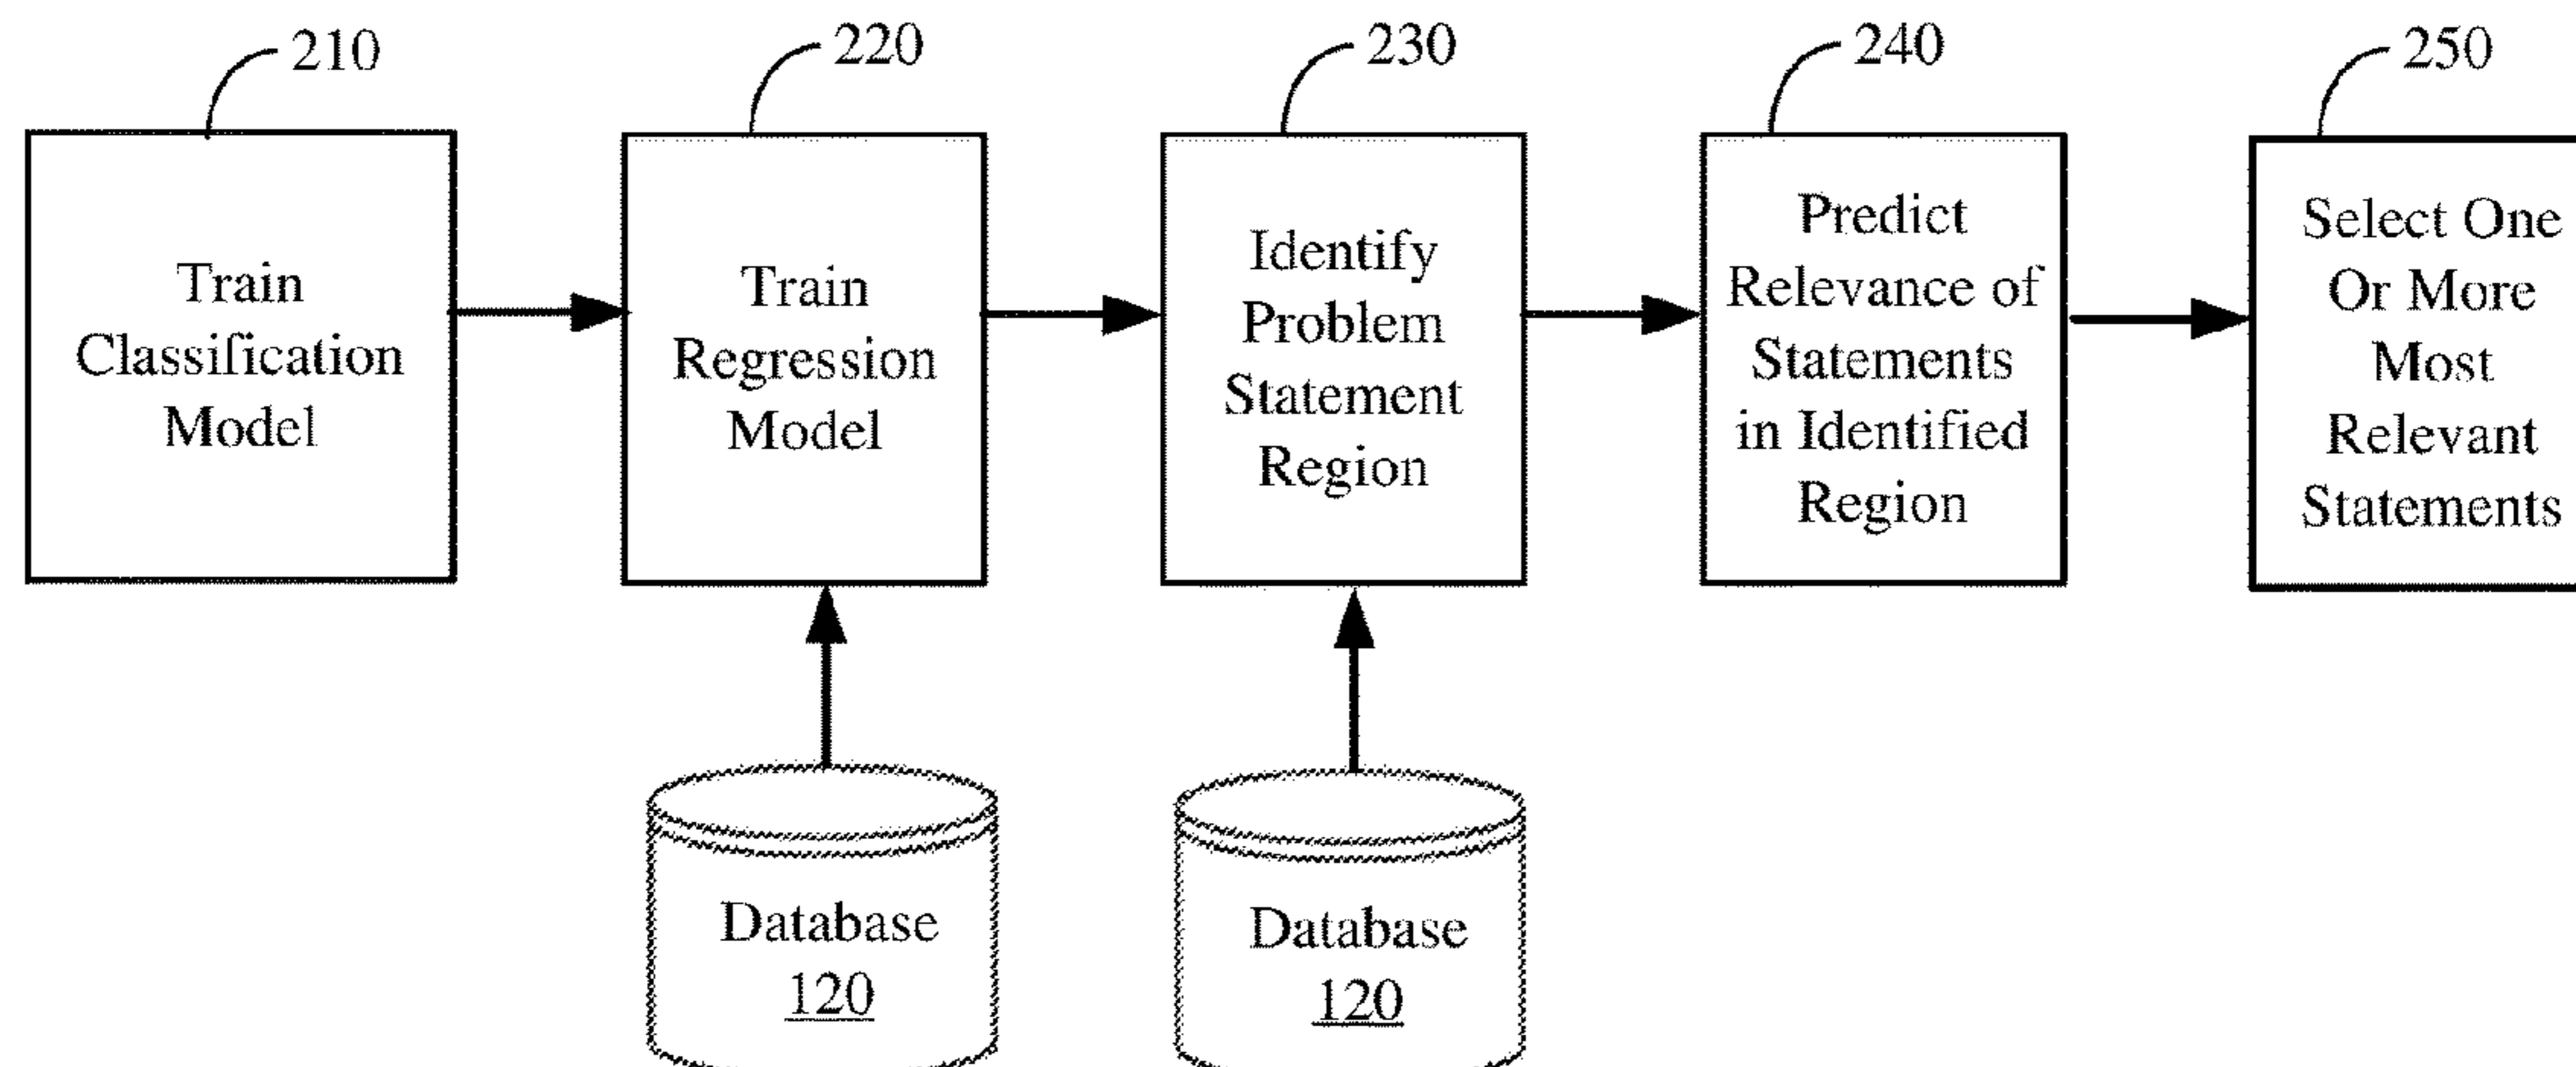 210
220
230
240
250
Train
Classification
Model
Train
Regression
Model
Identify
Problem
Statement
Region
Predict
Relevance of
Statements
in Identified
Region
Select One
Or More
Most
Relevant
Statements
Database
120
Database
120